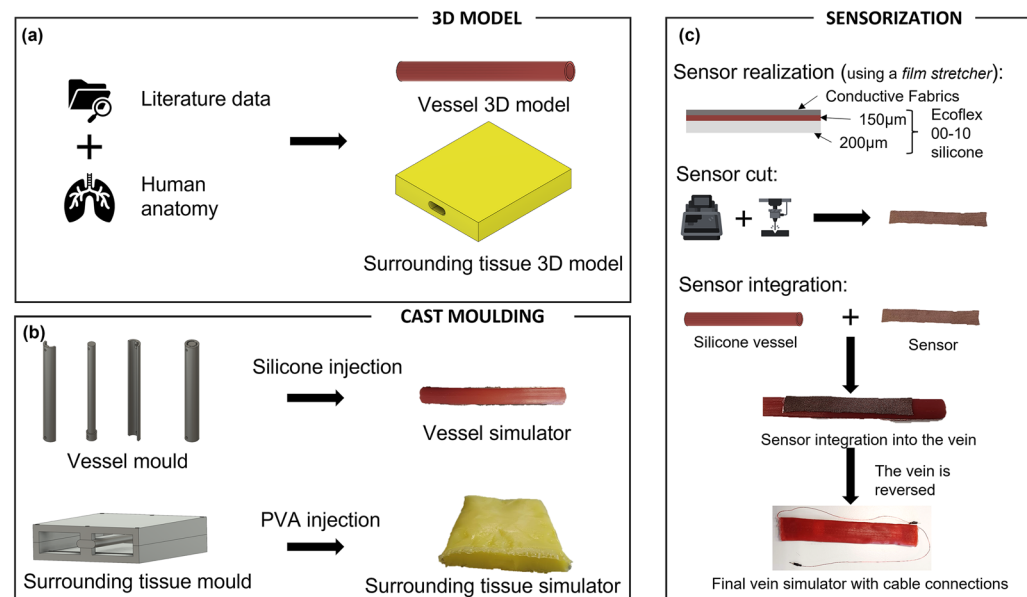 3D MODEL
(a)
Literature data
Human
anatomy
Vessel 3D model
Surrounding tissue 3D model
CAST MOULDING
(b)
Silicone injection
Vessel mould
Vessel simulator
PVA injection
Surrounding tissue mould
Surrounding tissue simulator
SENSORIZATION
(c)
Sensor realization (using a film stretcher):
Conductive Fabrics
150μm
200μm
Ecoflex
00-10
silicone
Sensor cut:
Sensor integration:
Silicone vessel
Sensor
Sensor integration into the vein
The vein is
reversed
Final vein simulator with cable connections